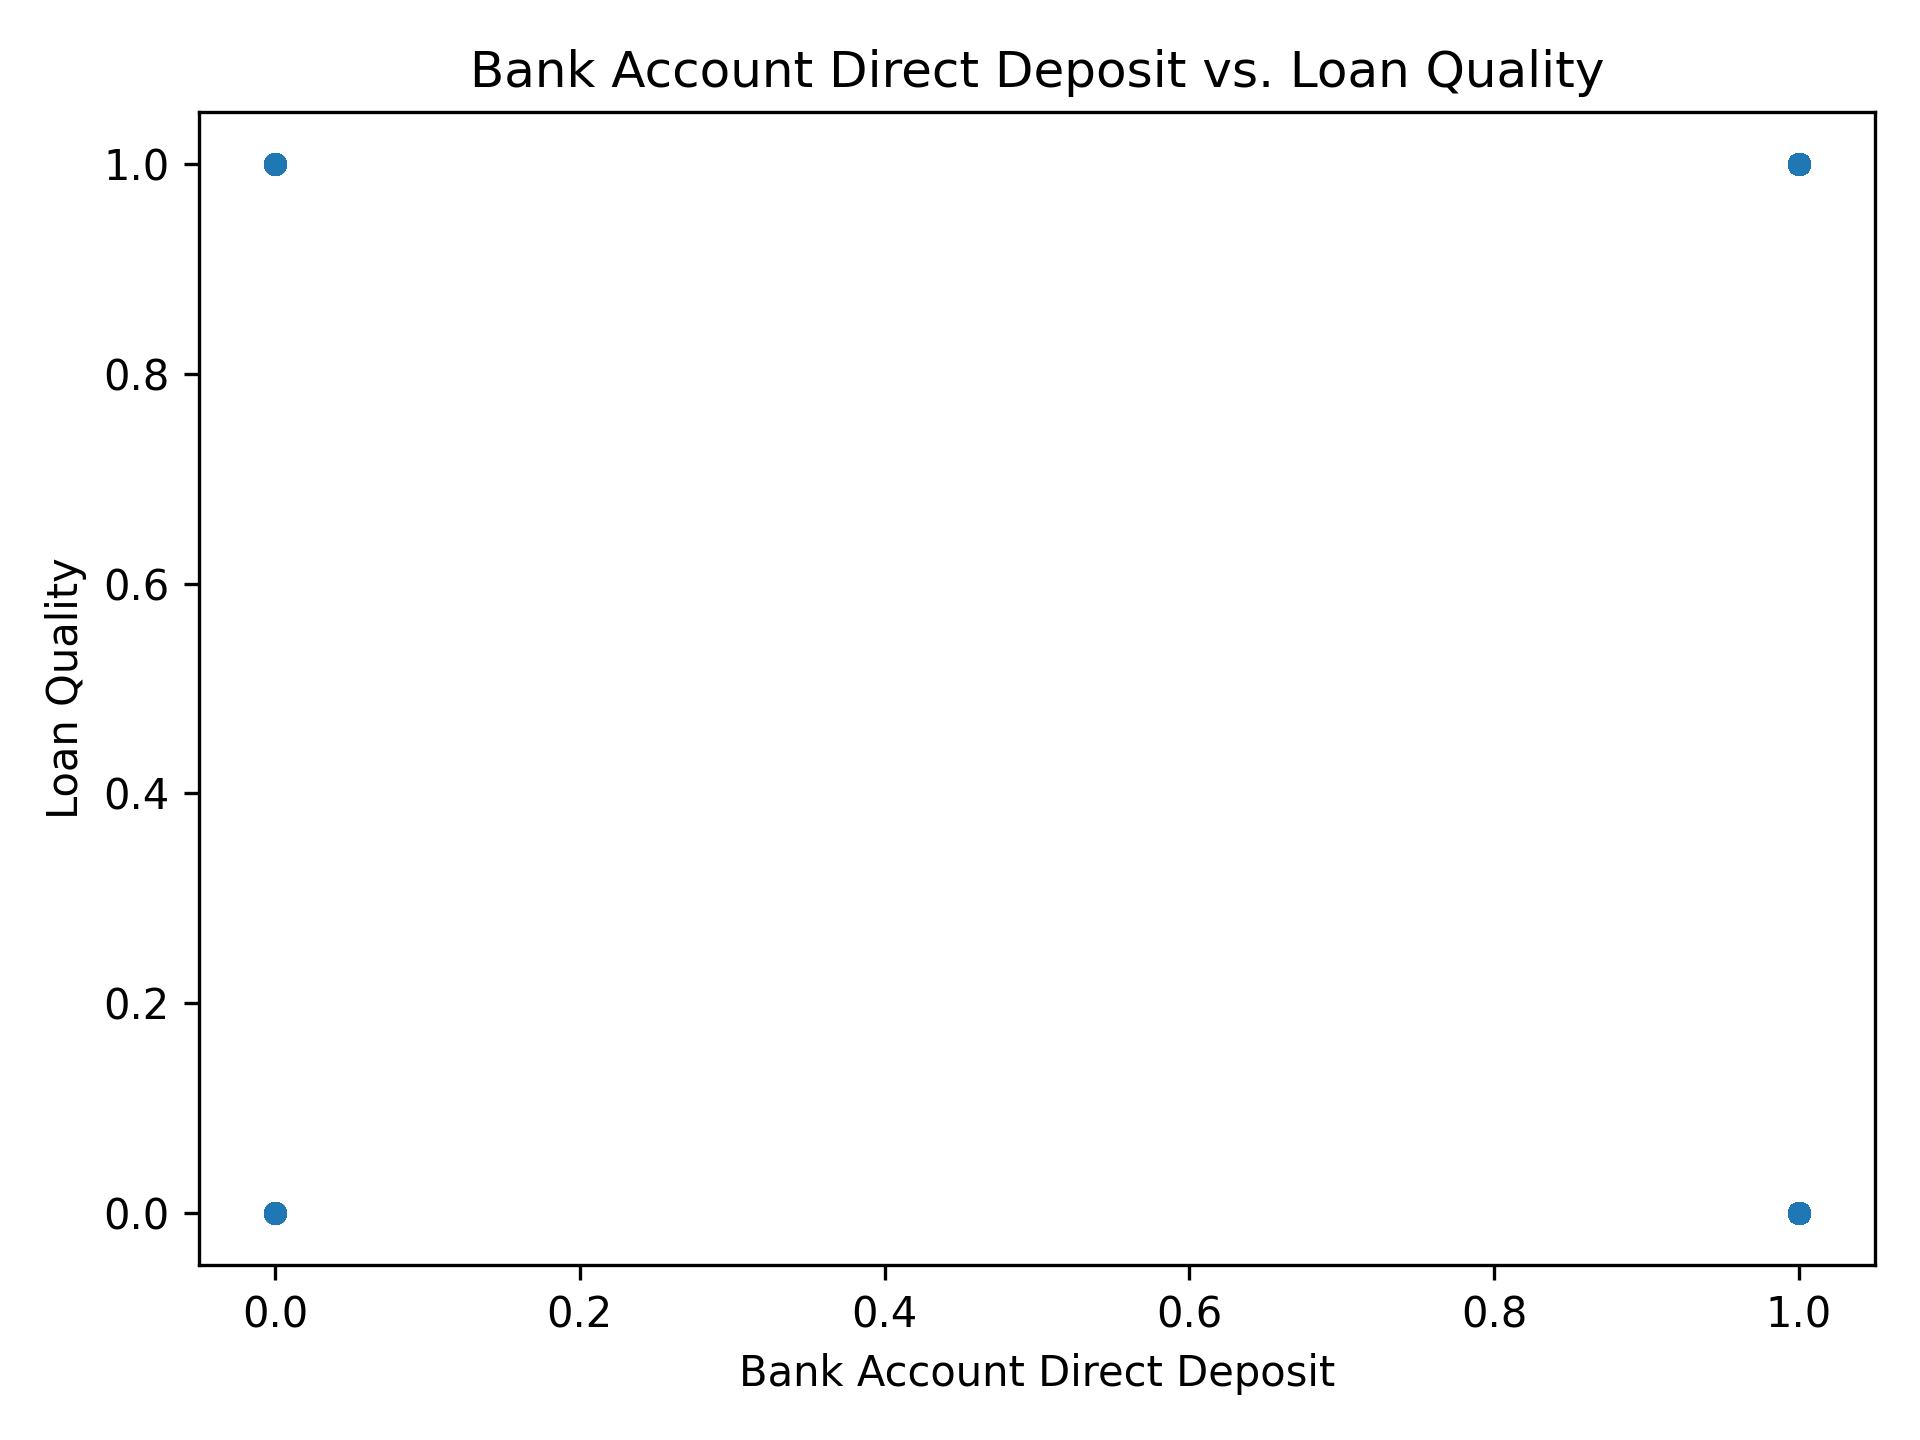 Bank Account Direct Deposit vs. Loan Quality
1.0
0.8
0.6
0.4
0.2
0.0
Loan Quality
0.0 0.2 0.4 0.6 0.8 1.0
Bank Account Direct Deposit